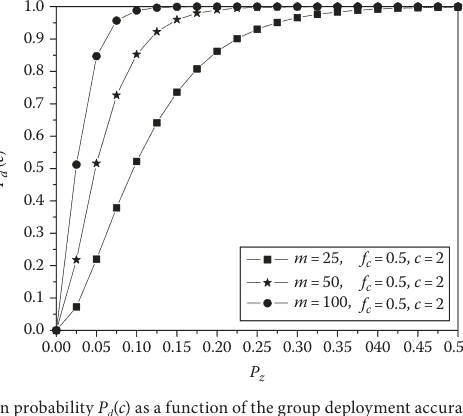 1.0
0.9
0.8
0.7
0.6
0.5
0.4
0.3
0.2
0.1
0.0
m = 25, f_c = 0.5, c = 2
m = 50, f_c = 0.5, c = 2
m = 100, f_c = 0.5, c = 2
0.00 0.05 0.10 0.15 0.20 0.25 0.30 0.35 0.40 0.45 0.5
P_z
n probability P_d(c) as a function of the group deployment accura